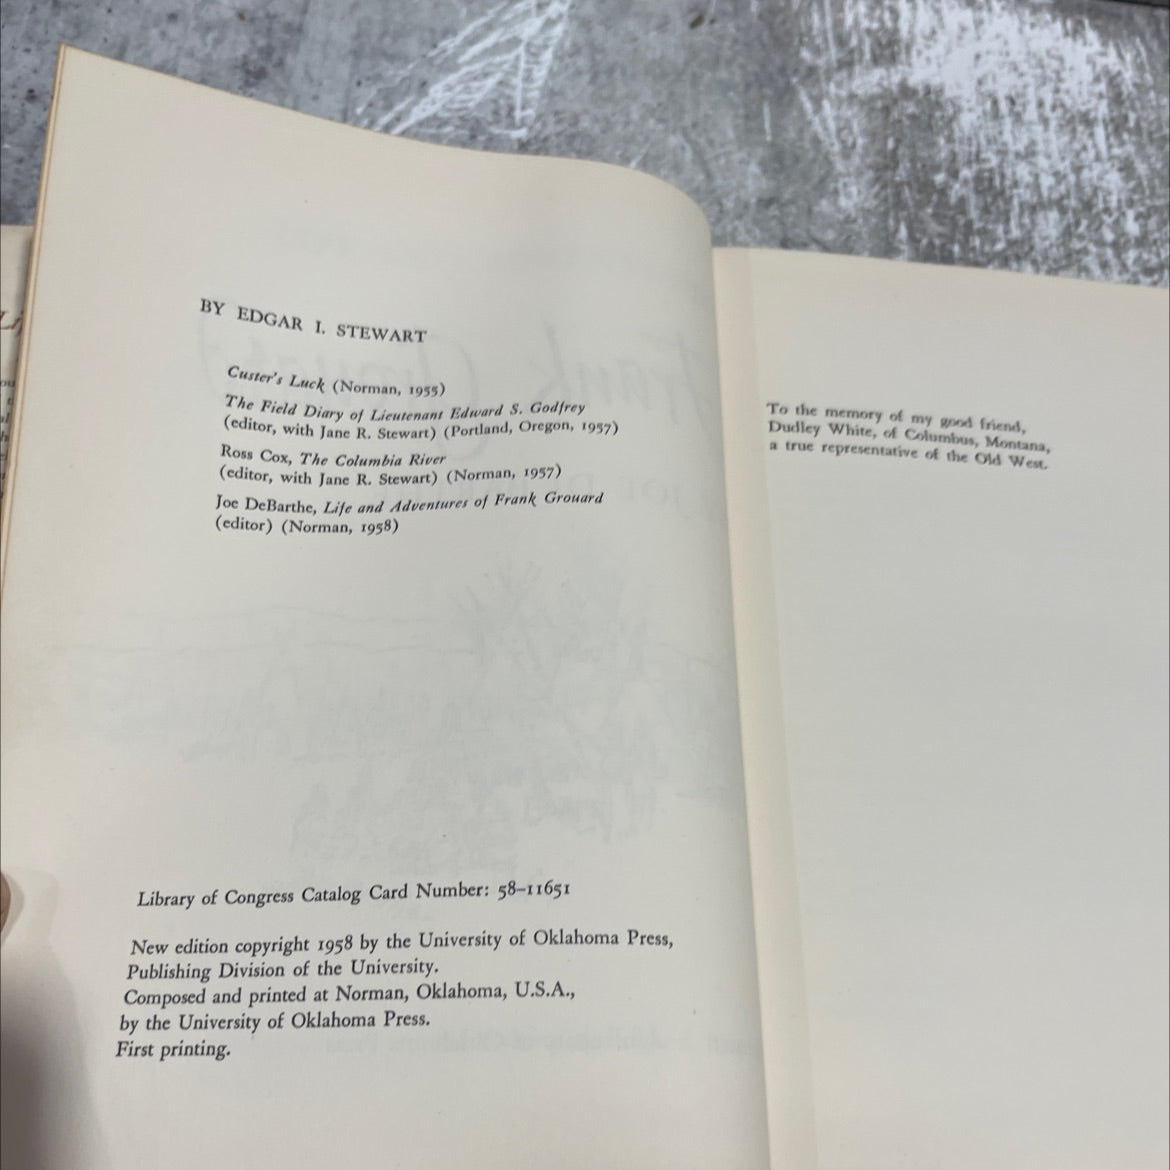 BY EDGAR I. STEWART
Custer's Luck (Norman, 1955)
The Field Diary of Lieutenant Edward S. Godfrey
(editor, with Jane R. Stewart) (Portland, Oregon, 1957)
Ross Cox, The Columbia River
(editor, with Jane R. Stewart) (Norman, 1957)
Joe DeBarthe, Life and Adventures of Frank Grouard
(editor) (Norman, 1958)
Library of Congress Catalog Card Number: 58–11651
New edition copyright 1958 by the University of Oklahoma Press,
Publishing Division of the University.
Composed and printed at Norman, Oklahoma, U.S.A.,
by the University of Oklahoma Press.
First printing.
To the memory of my good friend,
Dudley White, of Columbus, Montana,
a true representative of the Old West.